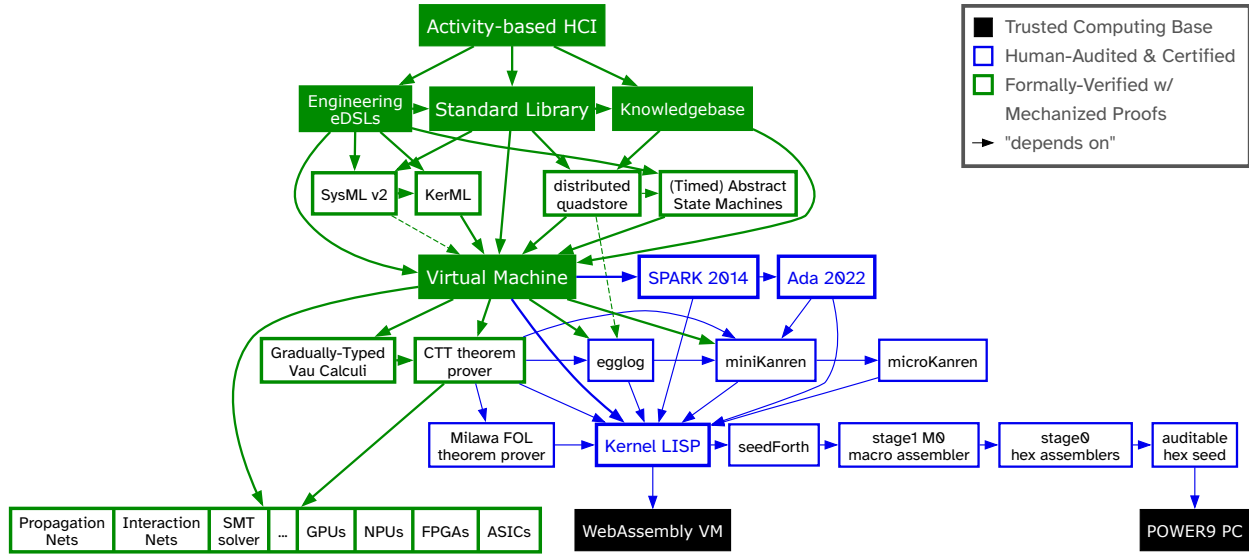 Activity-based HCI
Trusted Computing Base
Human-Audited & Certified
Formally-Verified w/
Mechanized Proofs
"depends on"
Engineering
eDSLs
Standard Library
Knowledgebase
SysML v2
KerML
distributed
quadstore
(Timed) Abstract
State Machines
Virtual Machine
SPARK 2014
Ada 2022
Gradually-Typed
Vau Calculi
CTT theorem
prover
egglog
miniKanren
microKanren
Milawa FOL
theorem prover
Kernel LISP
seedForth
stage1 M0
macro assembler
stage0
hex assemblers
auditable
hex seed
Propagation
Nets
Interaction
Nets
SMT
solver
...
GPUs
NPUs
FPGAs
ASICs
WebAssembly VM
POWER9 PC